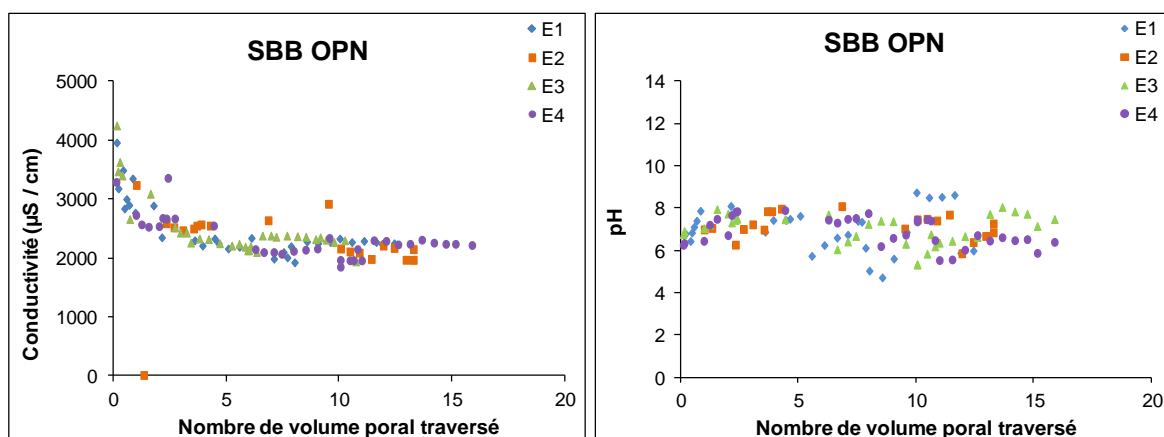 SBB OPN
E1
E2
E3
E4
5000
4000
3000
2000
1000
0
0 5 10 15 20
Conductivité (µS / cm)
Nombre de volume poral traversé
SBB OPN
E1
E2
E3
E4
14
12
10
8
6
4
2
0
0 5 10 15 20
pH
Nombre de volume poral traversé